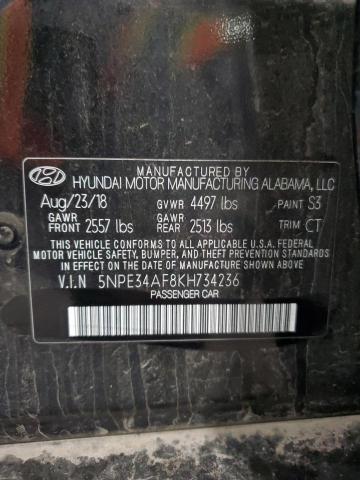 MANUFACTURED BY
HYUNDAI MOTOR MANUFACTURING ALABAMA, LLC
Aug/23/18 GVWR 4497 lbs PAINT S3
GAWR FRONT 2557 lbs GAWR REAR 2513 lbs TRIM CT
THIS VEHICLE CONFORMS TO ALL APPLICABLE U.S FEDERAL
MOTOR VEHICLE SAFETY, BUMPER, AND THEFT PREVENTION
STANDARDS IN EFFECT ON THE DATE OF MANUFACTURE SHOWN ABOVE.
V.I.N 5NPE34AF8KH734236
PASSENGER CAR